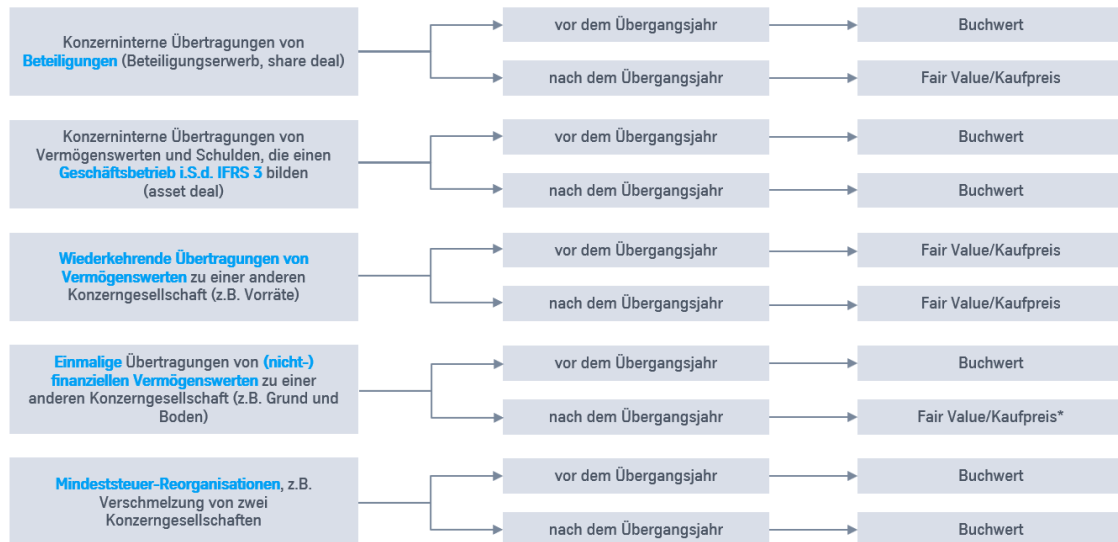 Konzerninterne Übertragungen von
Beteiligungen (Beteiligungserwerb, share deal)
vor dem Übergangsjahr
Buchwert
nach dem Übergangsjahr
Fair Value/Kaufpreis
Konzerninterne Übertragungen von
Vermögenswerten und Schulden, die einen
Geschäftsbetrieb i.S.d. IFRS 3 bilden
(asset deal)
vor dem Übergangsjahr
Buchwert
nach dem Übergangsjahr
Buchwert
Wiederkehrende Übertragungen von
Vermögenswerten zu einer anderen
Konzerngesellschaft (z.B. Vorräte)
vor dem Übergangsjahr
Fair Value/Kaufpreis
nach dem Übergangsjahr
Fair Value/Kaufpreis
Einmalige Übertragungen von (nicht-)
finanziellen Vermögenswerten zu einer
anderen Konzerngesellschaft (z.B. Grund und
Boden)
vor dem Übergangsjahr
Buchwert
nach dem Übergangsjahr
Fair Value/Kaufpreis*
Mindeststeuer-Reorganisationen, z.B.
Verschmelzung von zwei
Konzerngesellschaften
vor dem Übergangsjahr
Buchwert
nach dem Übergangsjahr
Buchwert